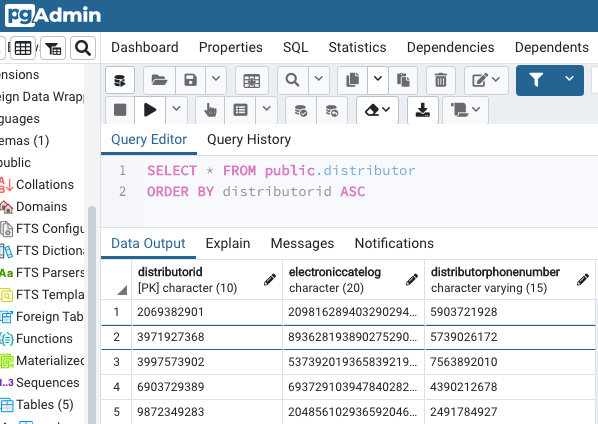 pgAdmin
Dashboard Properties SQL Statistics Dependencies Dependents
ensions
eign Data Wrapp
guages
emas (1)
public
Collations
Domains
FTS Configu
FTS Dictiona
Aa FTS Parsers
FTS Templa
Foreign Tab
Functions
Materialized
1..3 Sequences
Tables (5)
Query Editor Query History
1 SELECT * FROM public.distributor
2 ORDER BY distributorid ASC
Data Output Explain Messages Notifications
distributorid electroniccatelog distributorphonenumber
[PK] character (10) character (20) character varying (15)
1 2069382901 209816289403290294... 5903721928
2 3971927368 893628193890275290... 5739026172
3 3997573902 537392019365839219... 7563892010
4 6903729389 693729103947840282... 4390212678
5 9872349283 204856102936592046... 2491784927